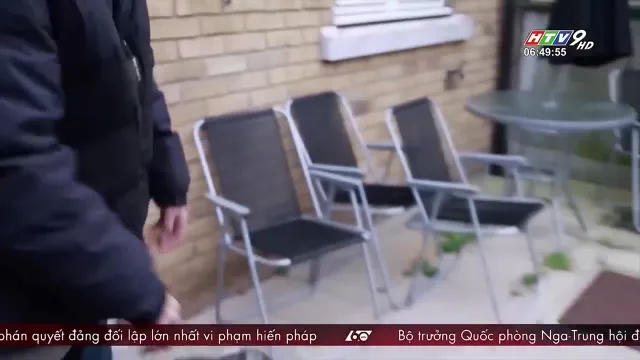 HTV9 HD
06:49:55
phán quyết đảng đối lập lớn nhất vi phạm hiến pháp 60 Bộ trưởng Quốc phòng Nga-Trung hội đ